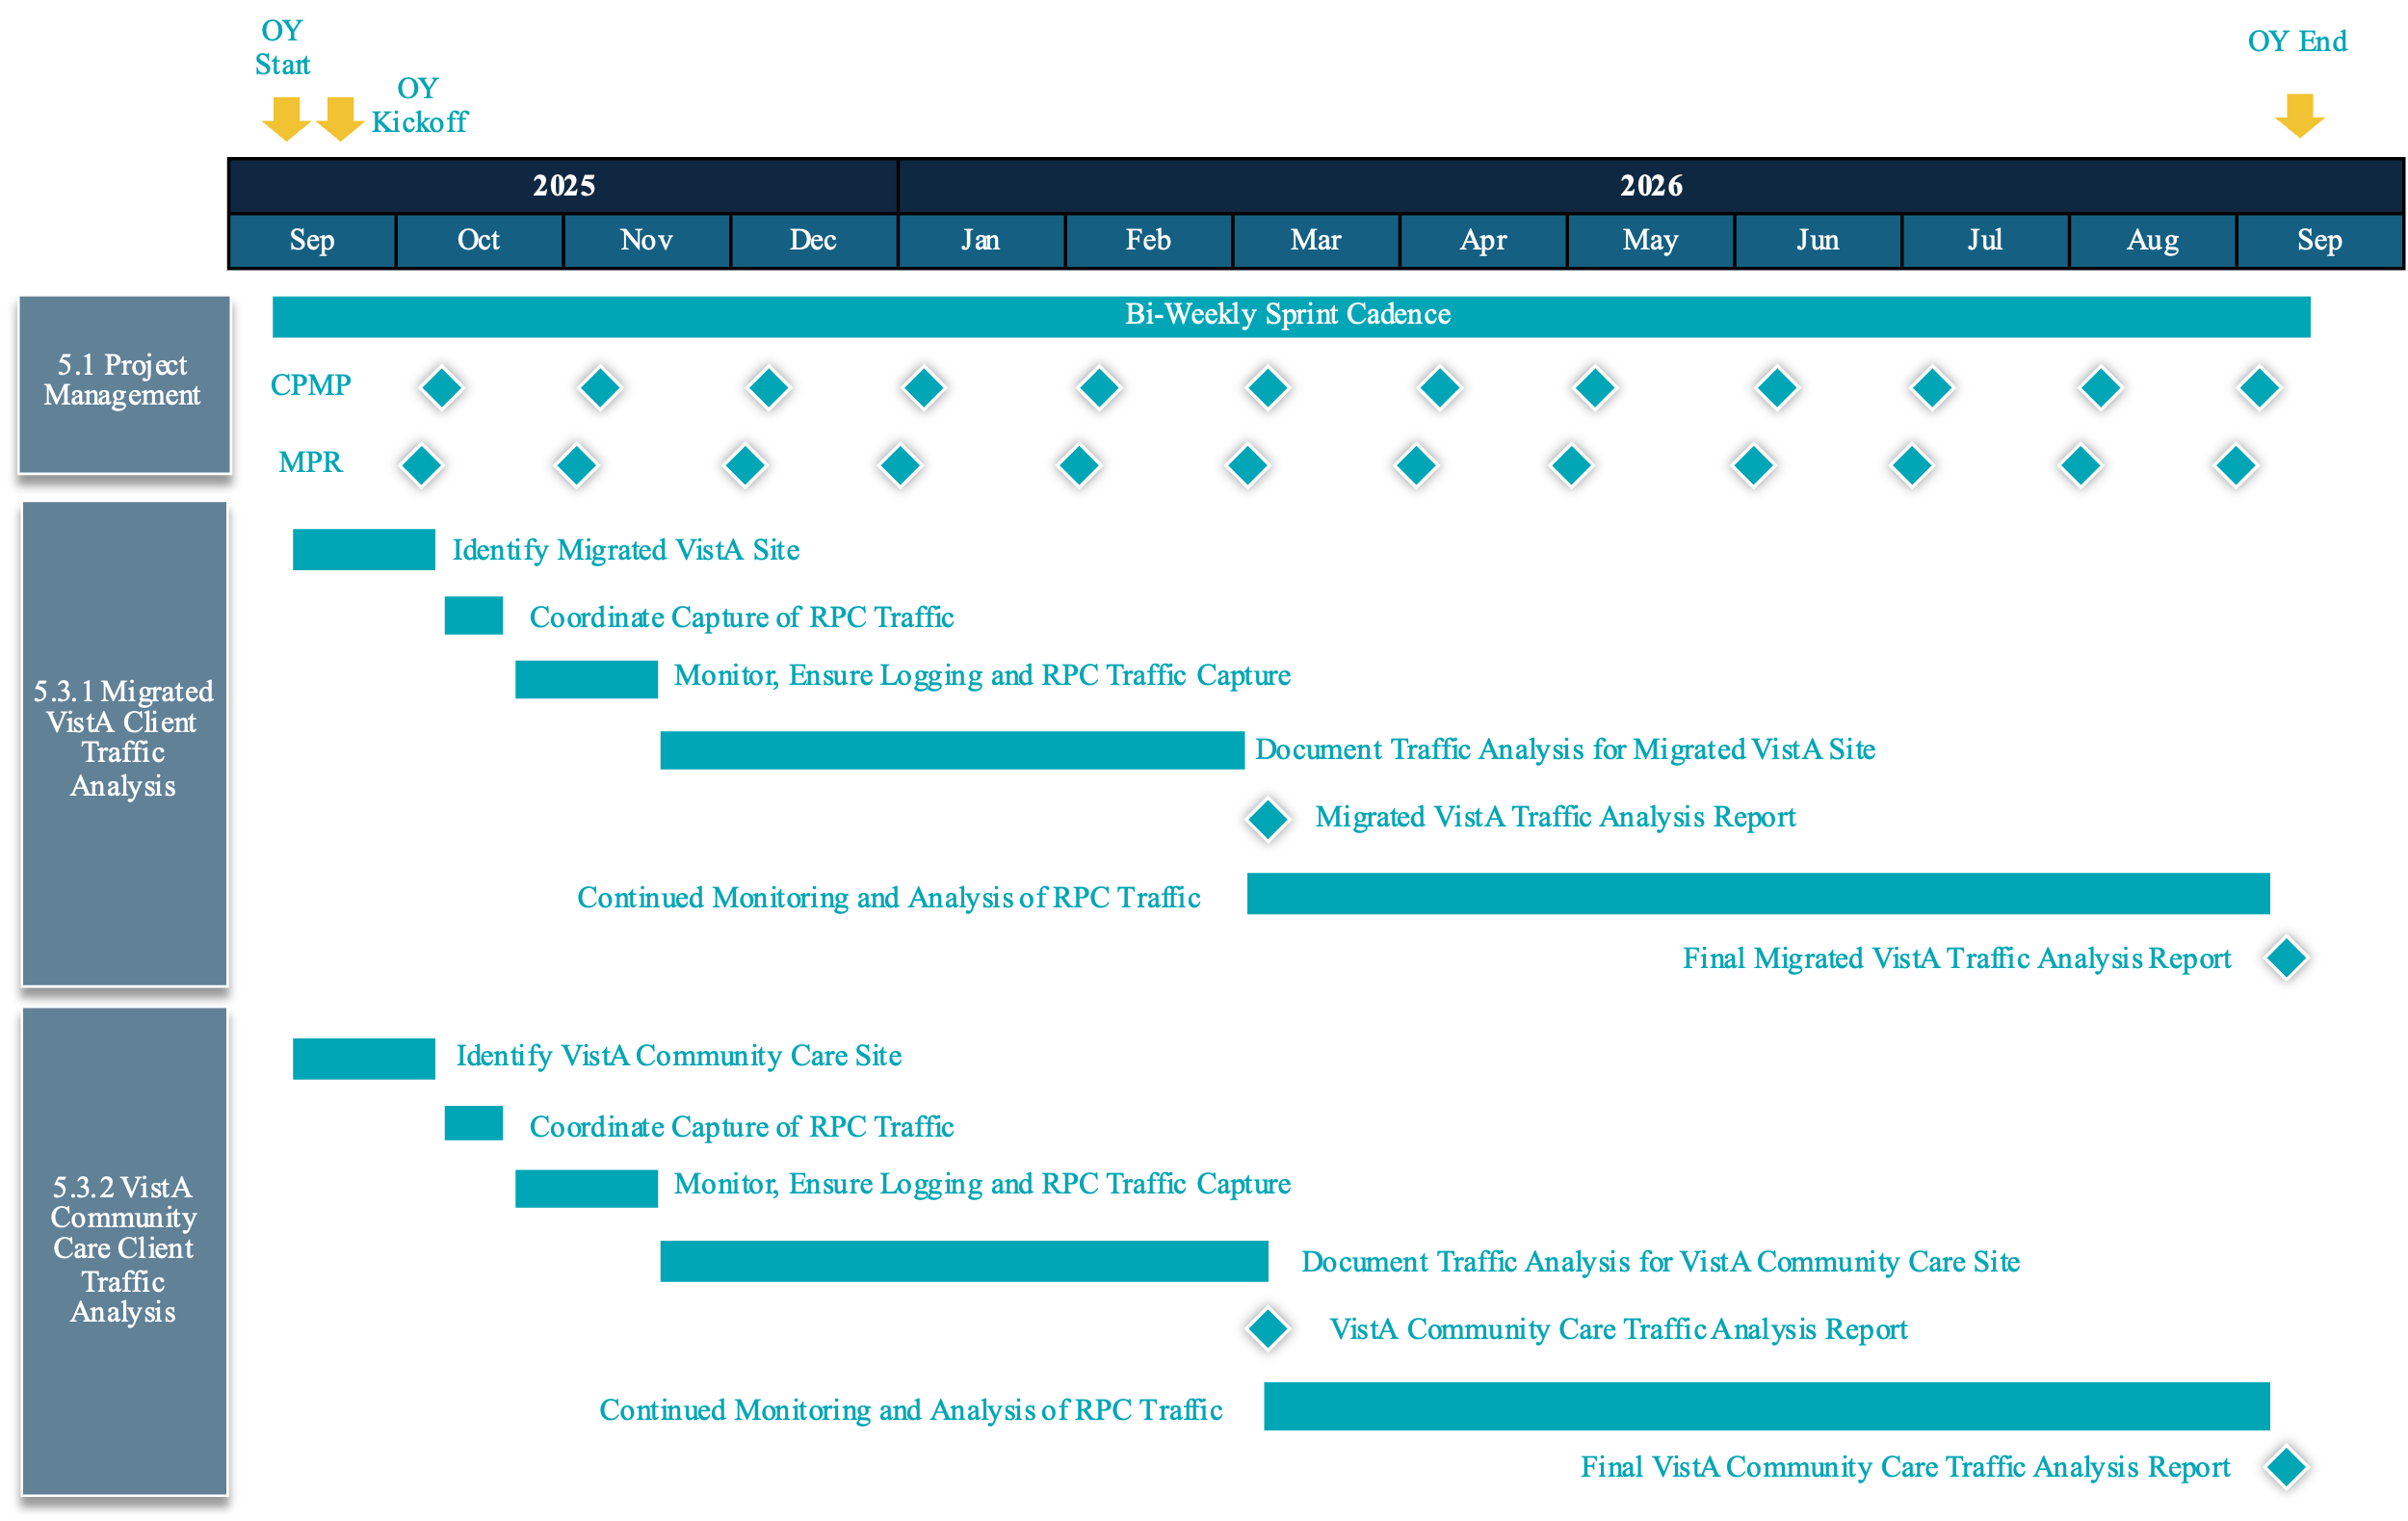 OY
Start
OY
Kickoff
OY End
2025
2026
Sep
Oct
Nov
Dec
Jan
Feb
Mar
Apr
May
Jun
Jul
Aug
Sep
5.1 Project
Management
Bi-Weekly Sprint Cadence
CPMP
MPR
5.3.1 Migrated
VistA Client
Traffic
Analysis
Identify Migrated VistA Site
Coordinate Capture of RPC Traffic
Monitor, Ensure Logging and RPC Traffic Capture
Document Traffic Analysis for Migrated VistA Site
Migrated VistA Traffic Analysis Report
Continued Monitoring and Analysis of RPC Traffic
Final Migrated VistA Traffic Analysis Report
5.3.2 VistA
Community
Care Client
Traffic
Analysis
Identify VistA Community Care Site
Coordinate Capture of RPC Traffic
Monitor, Ensure Logging and RPC Traffic Capture
Document Traffic Analysis for VistA Community Care Site
VistA Community Care Traffic Analysis Report
Continued Monitoring and Analysis of RPC Traffic
Final VistA Community Care Traffic Analysis Report